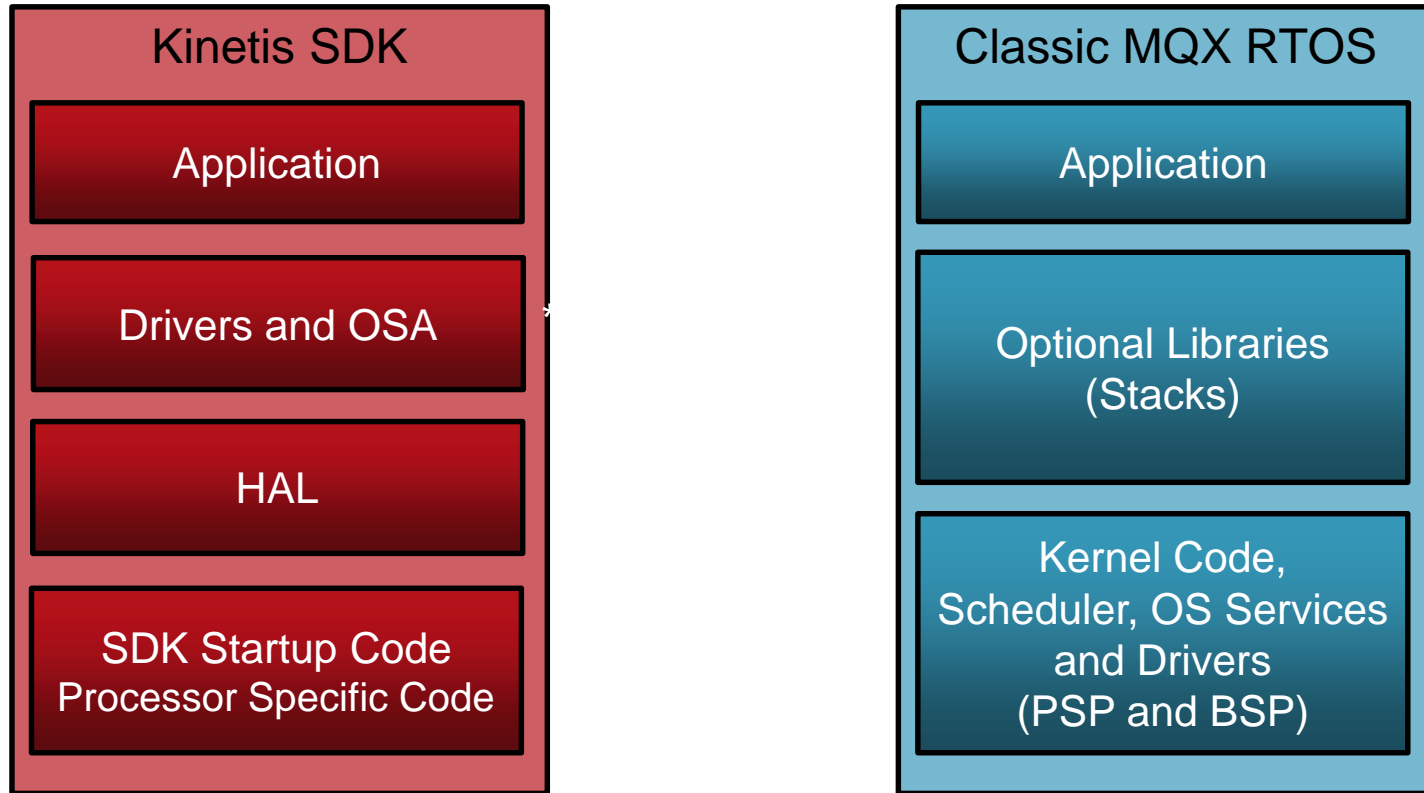 Kinetis SDK
Application
Drivers and OSA
*
HAL
SDK Startup Code
Processor Specific Code
Classic MQX RTOS
Application
Optional Libraries
(Stacks)
Kernel Code,
Scheduler, OS Services
and Drivers
(PSP and BSP)